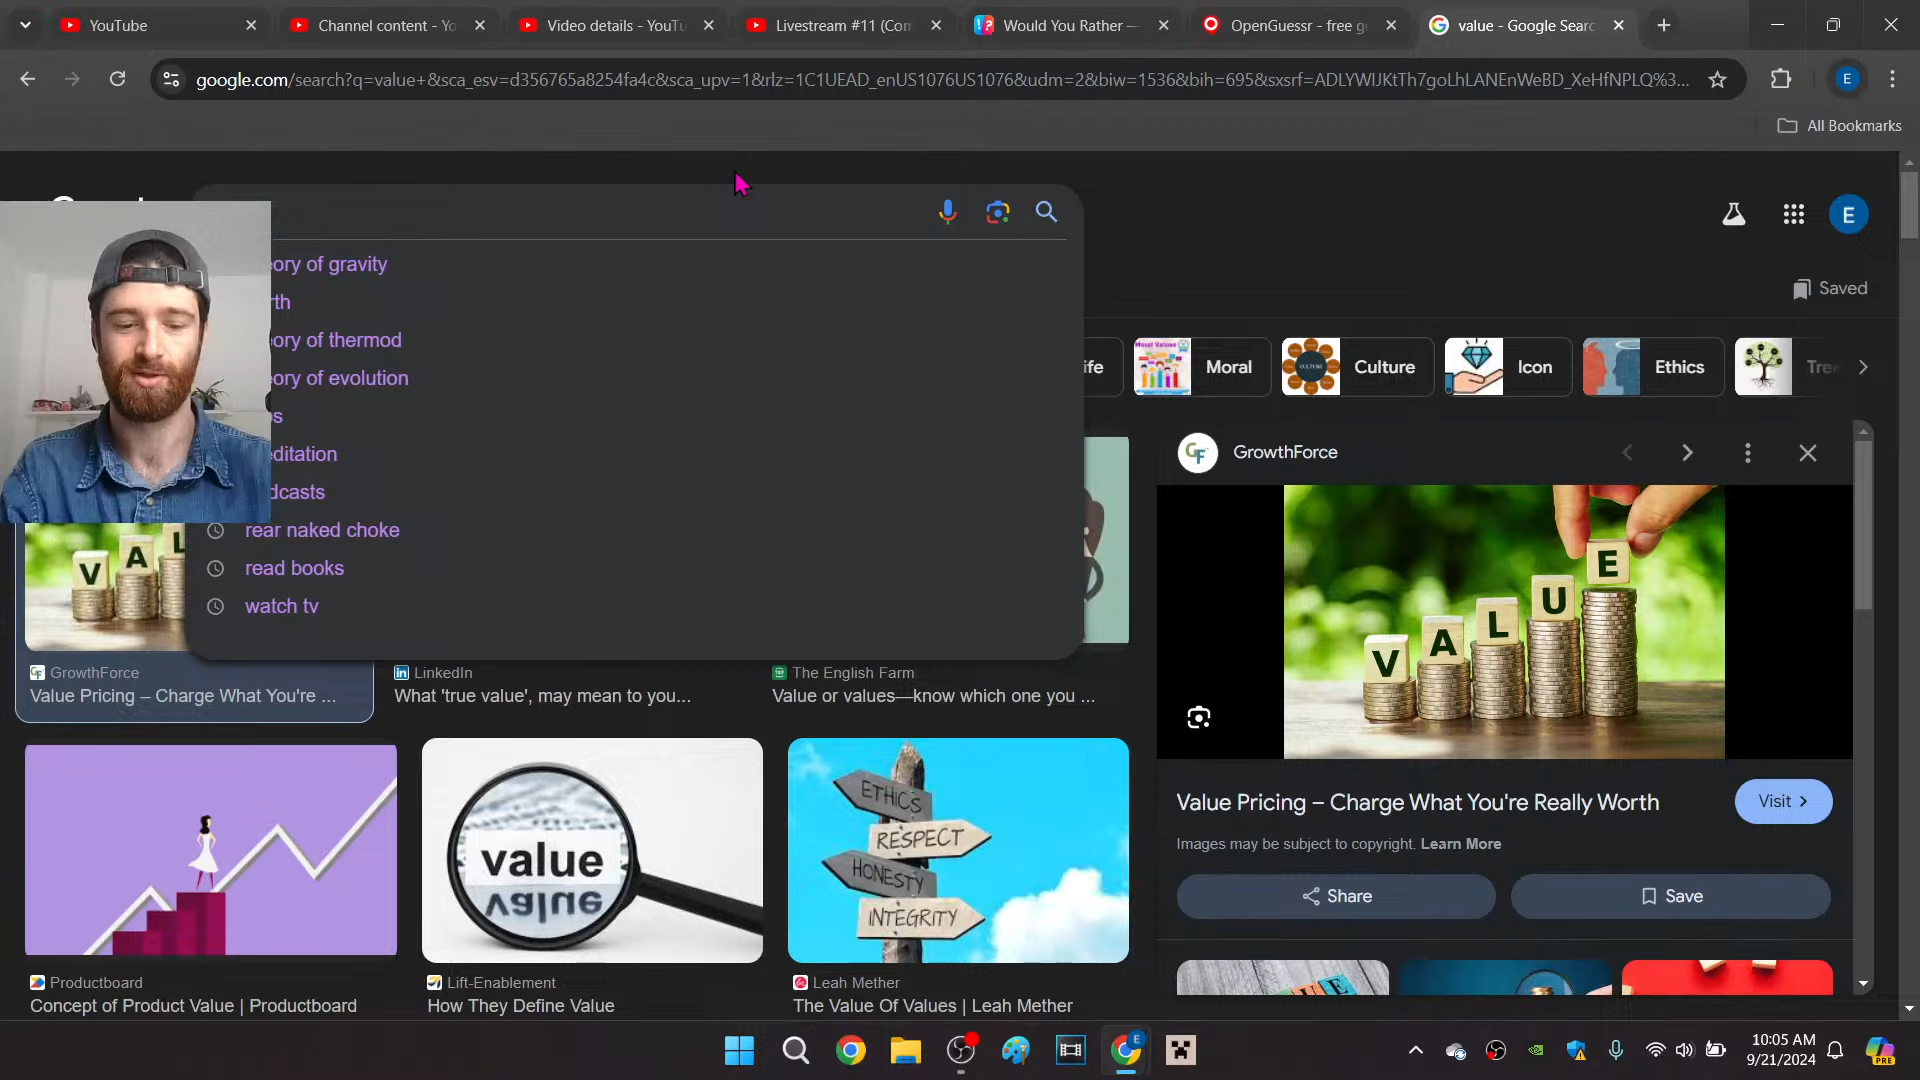 YouTube
Channel content - Yo
Video details - YouTu
Livestream #11 (Con
Would You Rather —
OpenGuessr - free g
value - Google Searc
google.com/search?q=value+&sca_esv=d356765a8254fa4c&sca_upv=1&rlz=1C1UEAD_enUS1076US1076&udm=2&biw=1536&bih=695&sxsrf=ADLYWIJKtTh7goLhLANEnWeBD_XeHfNPLQ%3...
E
All Bookmarks
E
Saved
ory of gravity
rth
ory of thermod
ory of evolution
s
editation
dcasts
rear naked choke
read books
watch tv
ife
Moral
Culture
Icon
Ethics
Tree
GrowthForce
V A L U E
VAL
GrowthForce
Value Pricing – Charge What You're ...
LinkedIn
What 'true value', may mean to you...
The English Farm
Value or values—know which one you ...
Value Pricing – Charge What You're Really Worth
Visit
Images may be subject to copyright. Learn More
Share
Save
value
value
ETHICS
RESPECT
HONESTY
INTEGRITY
Productboard
Concept of Product Value | Productboard
Lift-Enablement
How They Define Value
Leah Mether
The Value Of Values | Leah Mether
10:05 AM
9/21/2024
PRE